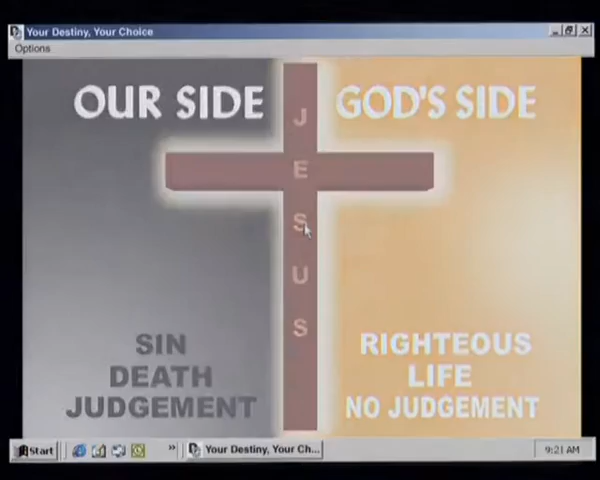 Your Destiny, Your Choice
Options
OUR SIDE
GOD'S SIDE
J
E
S
U
S
SIN
DEATH
JUDGEMENT
RIGHTEOUS
LIFE
NO JUDGEMENT
Start
»
Your Destiny, Your Ch...
9:21 AM